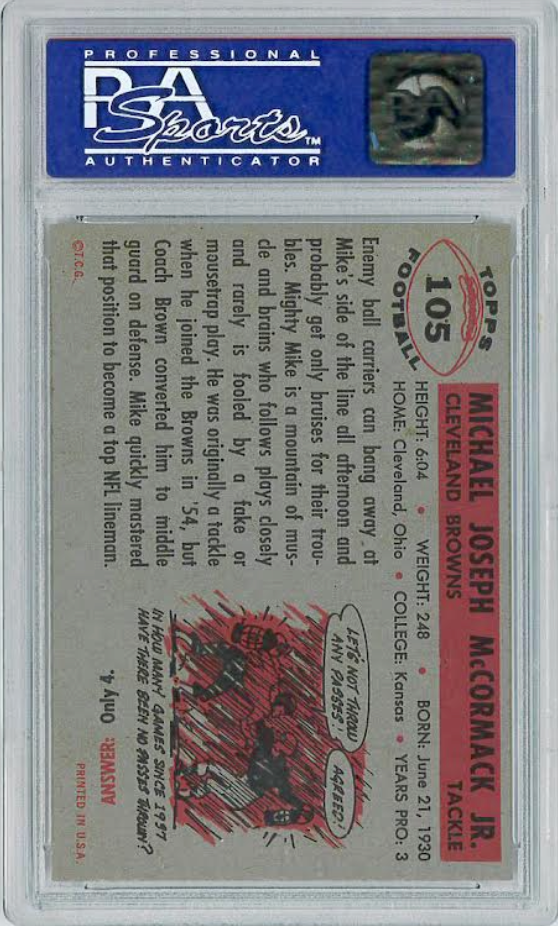 PROFESSIONAL
PSA
Sports™
AUTHENTICATOR
PSA
TOPPS
105
FOOTBALL
MICHAEL JOSEPH McCORMACK JR.
CLEVELAND BROWNS TACKLE
HEIGHT: 6:04 • WEIGHT: 248 • BORN: June 21, 1930
HOME: Cleveland, Ohio • COLLEGE: Kansas • YEARS PRO: 3
Enemy ball carriers can bang away at
Mike's side of the line all afternoon and
probably get only bruises for their trou-
bles. Mighty Mike is a mountain of mus-
cle and brains who follows plays closely
and rarely is fooled by a fake or
mousetrap play. He was originally a tackle
when he joined the Browns in '54, but
Coach Brown converted him to middle
guard on defense. Mike quickly mastered
that position to become a top NFL lineman.
©T.C.G.
LET'S NOT THROW
ANY PASSES!
AGREED!
IN HOW MANY GAMES SINCE 1937
HAVE THERE BEEN NO PASSES THROWN?
ANSWER: Only 4.
PRINTED IN U.S.A.